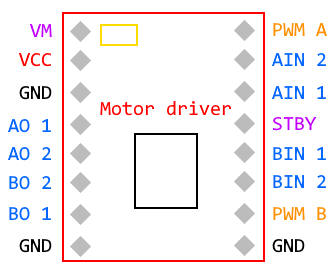 VM
VCC
GND
AO 1
AO 2
BO 2
BO 1
GND
Motor driver
PWM A
AIN 2
AIN 1
STBY
BIN 1
BIN 2
PWM B
GND